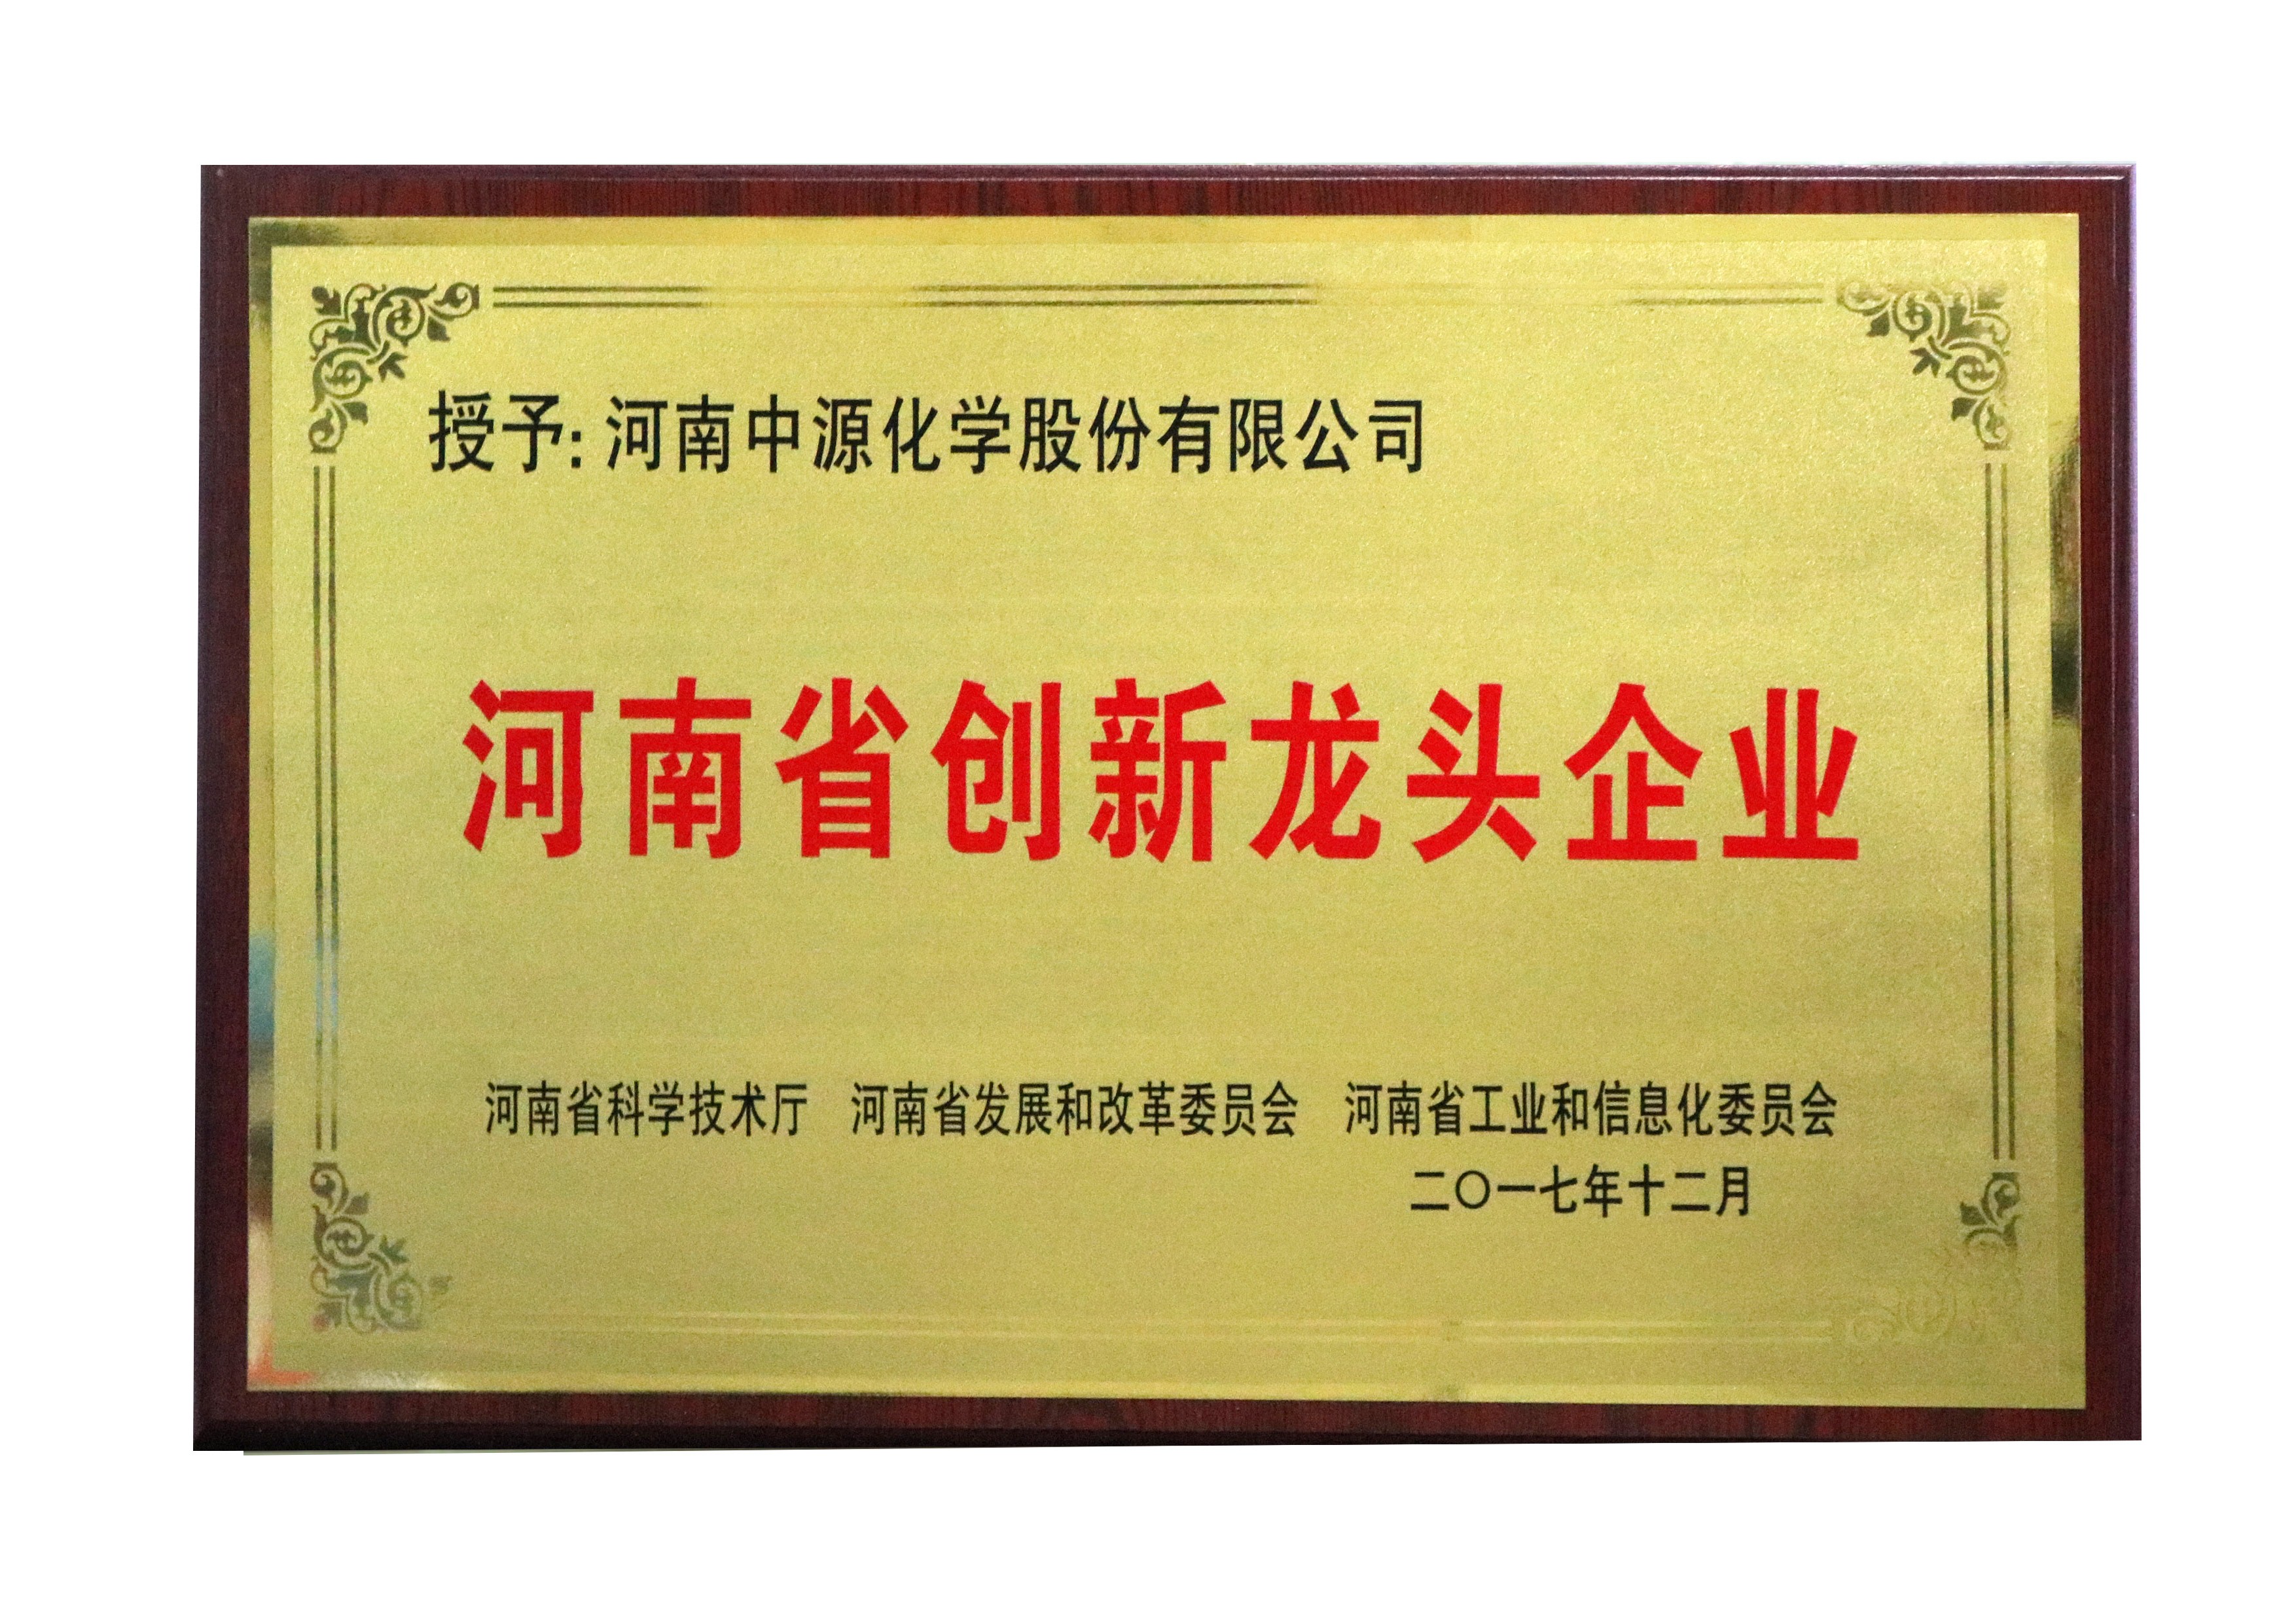 授予: 河南中源化学股份有限公司
河南省创新龙头企业
河南省科学技术厅 河南省发展和改革委员会 河南省工业和信息化委员会
二〇一七年十二月